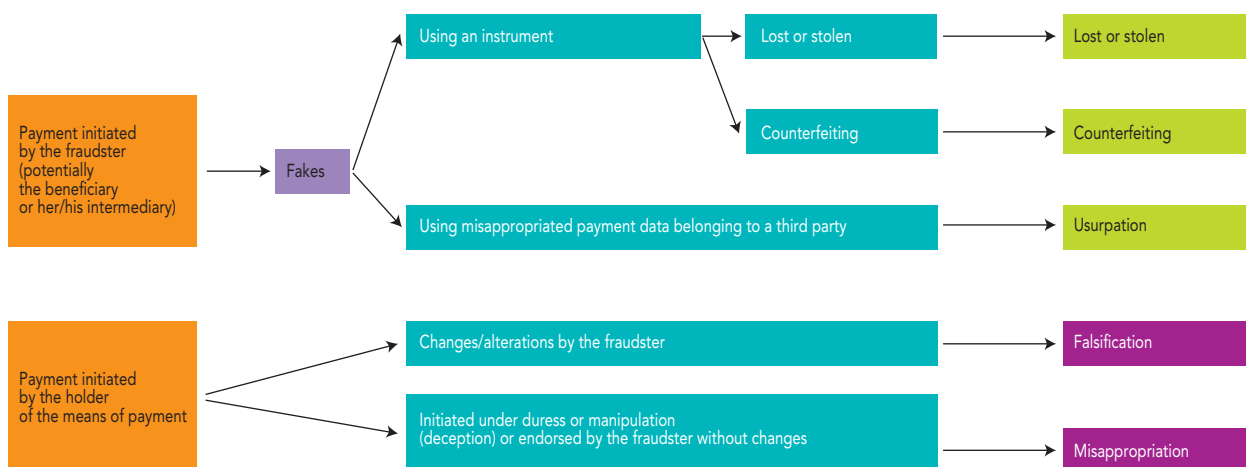 Using an instrument
Lost or stolen
Lost or stolen
Payment initiated
by the fraudster
(potentially
the beneficiary
or her/his intermediary)
Fakes
Counterfeiting
Counterfeiting
Using misappropriated payment data belonging to a third party
Usurpation
Payment initiated
by the holder
of the means of payment
Changes/alterations by the fraudster
Falsification
Initiated under duress or manipulation
(deception) or endorsed by the fraudster without changes
Misappropriation